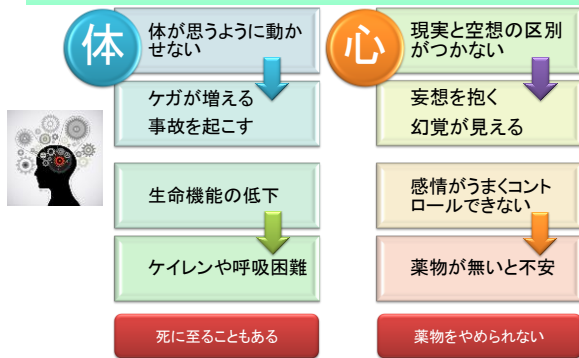 体
体が思うように動か
せない
ケガが増える
事故を起こす
生命機能の低下
ケイレンや呼吸困難
死に至ることもある
心
現実と空想の区別
がつかない
妄想を抱く
幻覚が見える
感情がうまくコント
ロールできない
薬物が無いと不安
薬物をやめられない